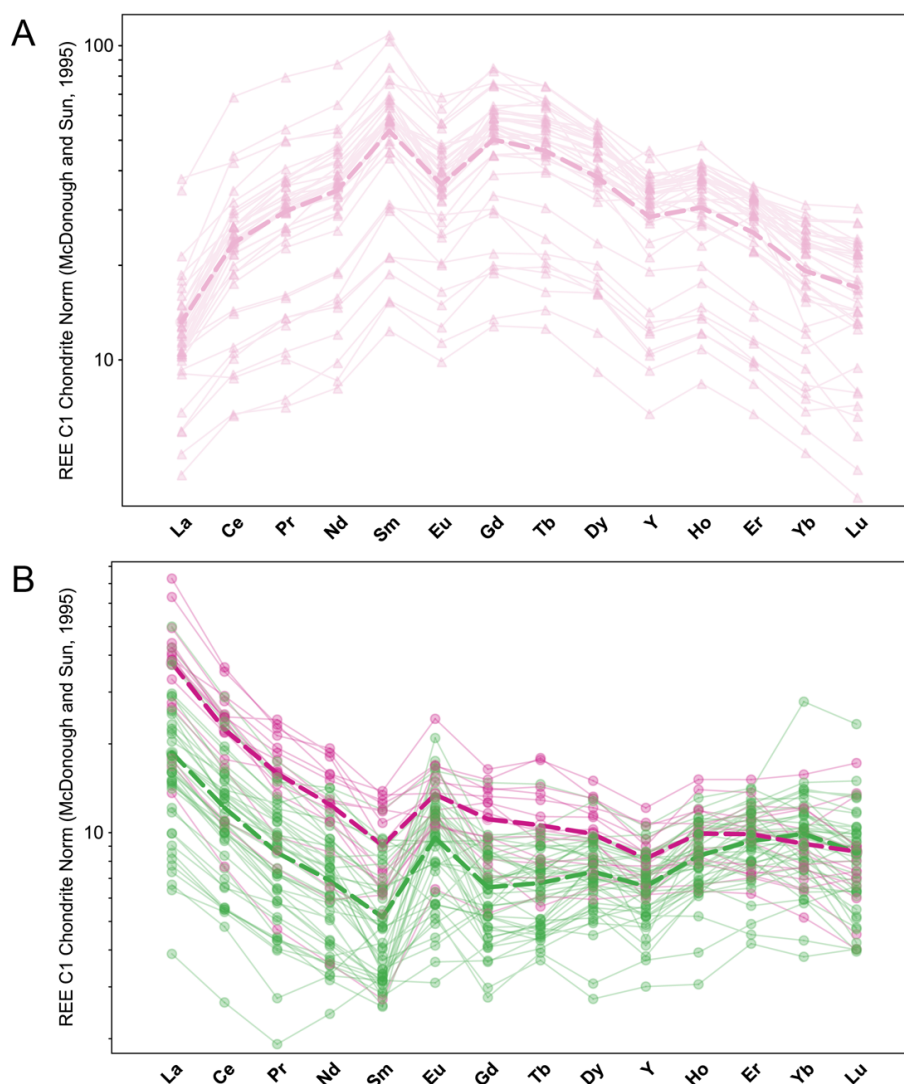 A
REE C1 Chondrite Norm (McDonough and Sun, 1995)
100
10
La Ce Pr Nd Sm Eu Gd Tb Dy Y Ho Er Yb Lu
B
REE C1 Chondrite Norm (McDonough and Sun, 1995)
10
La Ce Pr Nd Sm Eu Gd Tb Dy Y Ho Er Yb Lu